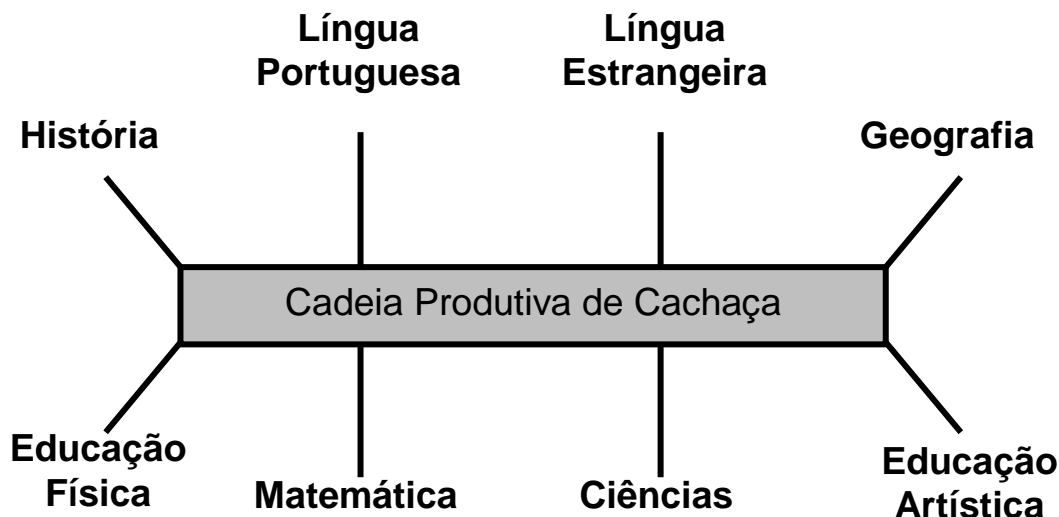 Língua
Portuguesa
Língua
Estrangeira
História
Geografia
Cadeia Produtiva de Cachaça
Educação
Física
Matemática
Ciências
Educação
Artística